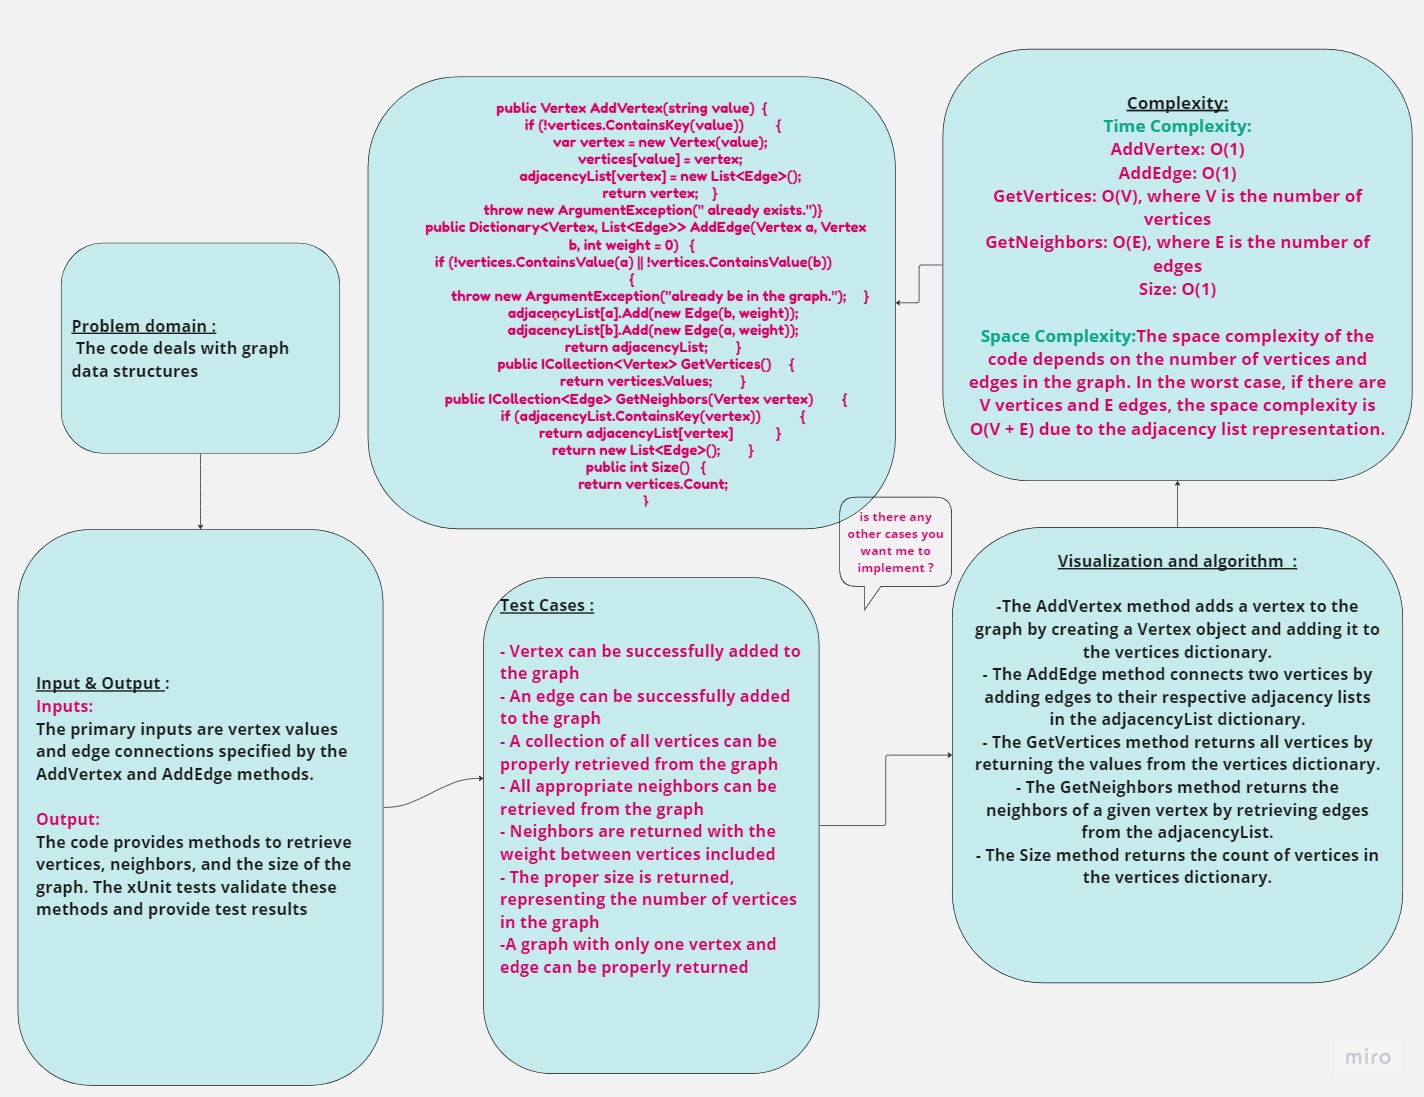 Problem domain :
The code deals with graph
data structures
Input & Output :
Inputs:
The primary inputs are vertex values
and edge connections specified by the
AddVertex and AddEdge methods.
Output:
The code provides methods to retrieve
vertices, neighbors, and the size of the
graph. The xUnit tests validate these
methods and provide test results
Test Cases :
- Vertex can be successfully added to
the graph
- An edge can be successfully added
to the graph
- A collection of all vertices can be
properly retrieved from the graph
- All appropriate neighbors can be
retrieved from the graph
- Neighbors are returned with the
weight between vertices included
- The proper size is returned,
representing the number of vertices
in the graph
-A graph with only one vertex and
edge can be properly returned
Visualization and algorithm  :
-The AddVertex method adds a vertex to the
graph by creating a Vertex object and adding it to
the vertices dictionary.
- The AddEdge method connects two vertices by
adding edges to their respective adjacency lists
in the adjacencyList dictionary.
- The GetVertices method returns all vertices by
returning the values from the vertices dictionary.
- The GetNeighbors method returns the
neighbors of a given vertex by retrieving edges
from the adjacencyList.
- The Size method returns the count of vertices in
the vertices dictionary.
Complexity:
Time Complexity:
AddVertex: O(1)
AddEdge: O(1)
GetVertices: O(V), where V is the number of
vertices
GetNeighbors: O(E), where E is the number of
edges
Size: O(1)
Space Complexity:The space complexity of the
code depends on the number of vertices and
edges in the graph. In the worst case, if there are
V vertices and E edges, the space complexity is
O(V + E) due to the adjacency list representation.
public Vertex AddVertex(string value)  {
if (!vertices.ContainsKey(value))        {
var vertex = new Vertex(value);
vertices[value] = vertex;
adjacencyList[vertex] = new List<Edge>();
return vertex;    }
throw new ArgumentException(" already exists.")}
public Dictionary<Vertex, List<Edge>> AddEdge(Vertex a, Vertex
b, int weight = 0)   {
if (!vertices.ContainsValue(a) || !vertices.ContainsValue(b))
{
throw new ArgumentException("already be in the graph.");    }
adjacencyList[a].Add(new Edge(b, weight));
adjacencyList[b].Add(new Edge(a, weight));
return adjacencyList;       }
public ICollection<Vertex> GetVertices()    {
return vertices.Values;       }
public ICollection<Edge> GetNeighbors(Vertex vertex)       {
if (adjacencyList.ContainsKey(vertex))          {
return adjacencyList[vertex]           }
return new List<Edge>();       }
public int Size()   {
return vertices.Count;
}
is there any
other cases you
want me to
implement ?
miro